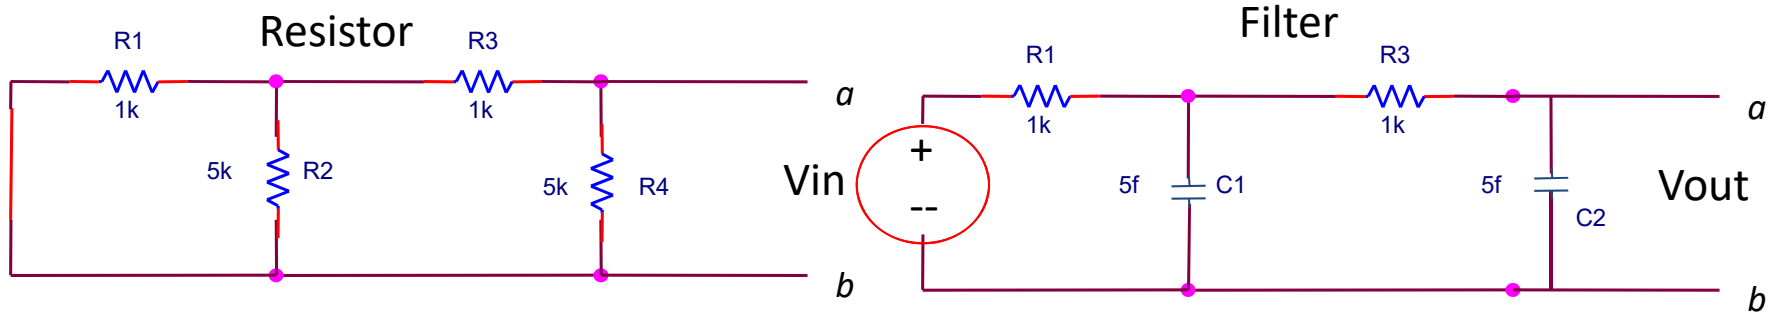 Resistor
R1
R3
1k
1k
a
5k
R2
5k
R4
b
Filter
R1
R3
1k
1k
a
Vin
+
--
5f
C1
5f
C2
Vout
b